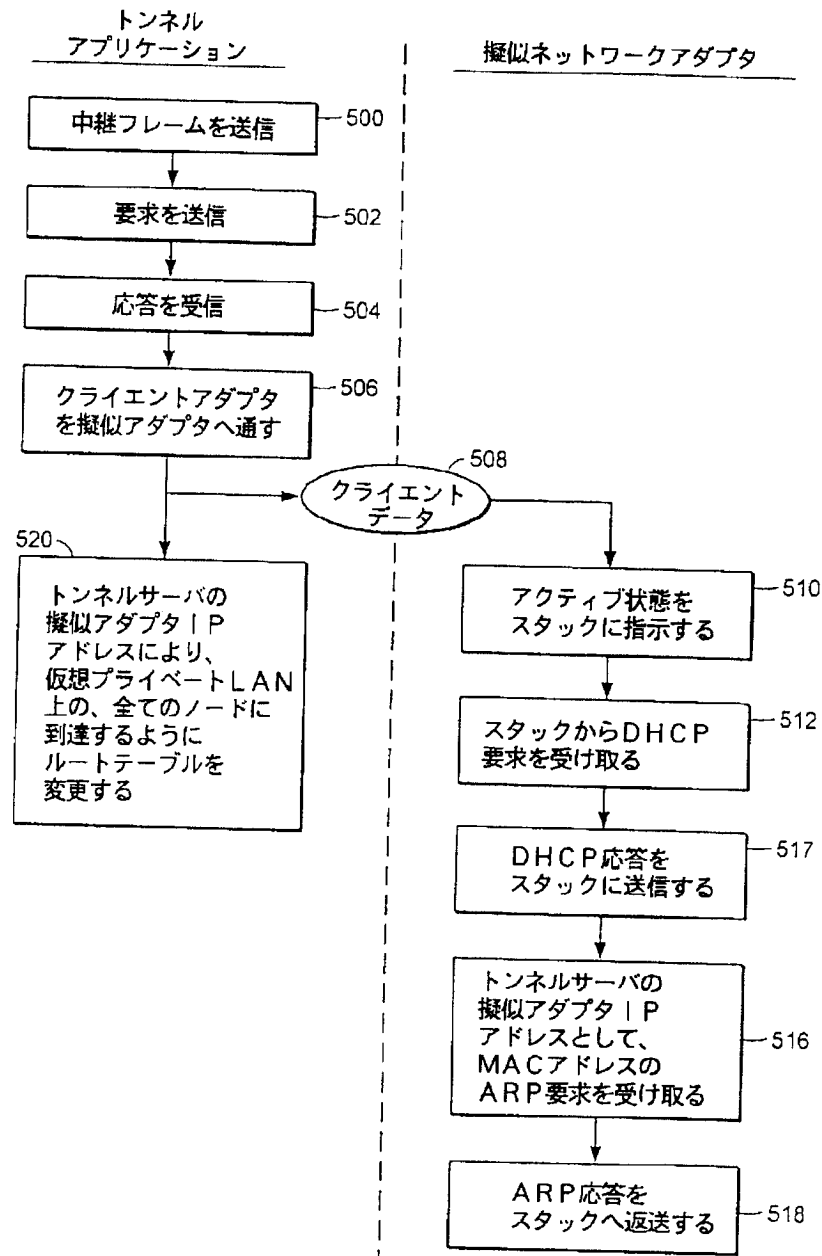 トンネル
アプリケーション
擬似ネットワークアダプタ
中継フレームを送信
500
要求を送信
502
応答を受信
504
クライエントアダプタ
を擬似アダプタへ通す
506
クライエント
データ
508
520
トンネルサーバの
擬似アダプタIP
アドレスにより、
仮想プライベートLAN
上の、全てのノードに
到達するように
ルートテーブルを
変更する
アクティブ状態を
スタックに指示する
510
スタックからDHCP
要求を受け取る
512
DHCP応答を
スタックに送信する
517
トンネルサーバの
擬似アダプタIP
アドレスとして、
MACアドレスの
ARP要求を受け取る
516
ARP応答を
スタックへ返送する
518